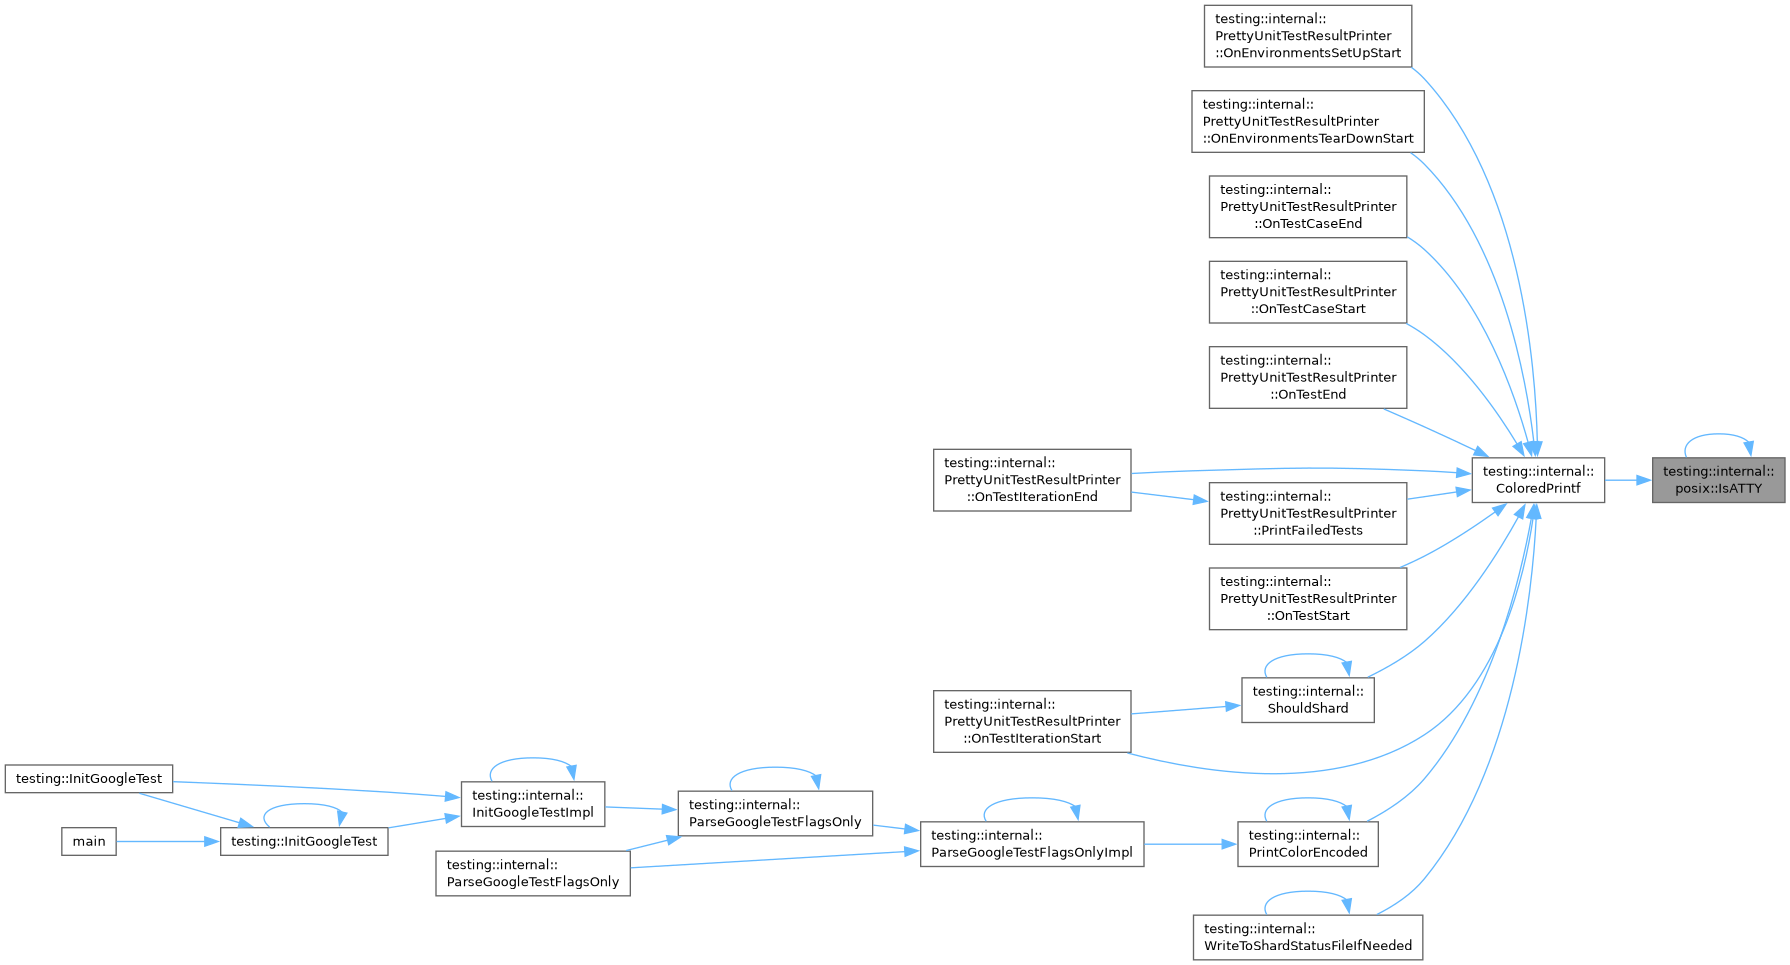 testing::internal::
PrettyUnitTestResultPrinter
::OnEnvironmentsSetUpStart
testing::internal::
PrettyUnitTestResultPrinter
::OnEnvironmentsTearDownStart
testing::internal::
PrettyUnitTestResultPrinter
::OnTestCaseEnd
testing::internal::
PrettyUnitTestResultPrinter
::OnTestCaseStart
testing::internal::
PrettyUnitTestResultPrinter
::OnTestEnd
testing::internal::
PrettyUnitTestResultPrinter
::OnTestIterationEnd
testing::internal::
ColoredPrintf
testing::internal::
posix::IsATTY
testing::internal::
PrettyUnitTestResultPrinter
::PrintFailedTests
testing::internal::
PrettyUnitTestResultPrinter
::OnTestStart
testing::internal::
ShouldShard
testing::internal::
PrettyUnitTestResultPrinter
::OnTestIterationStart
testing::InitGoogleTest
testing::internal::
InitGoogleTestImpl
testing::internal::
ParseGoogleTestFlagsOnly
main
testing::InitGoogleTest
testing::internal::
ParseGoogleTestFlagsOnly
testing::internal::
ParseGoogleTestFlagsOnlyImpl
testing::internal::
PrintColorEncoded
testing::internal::
WriteToShardStatusFileIfNeeded